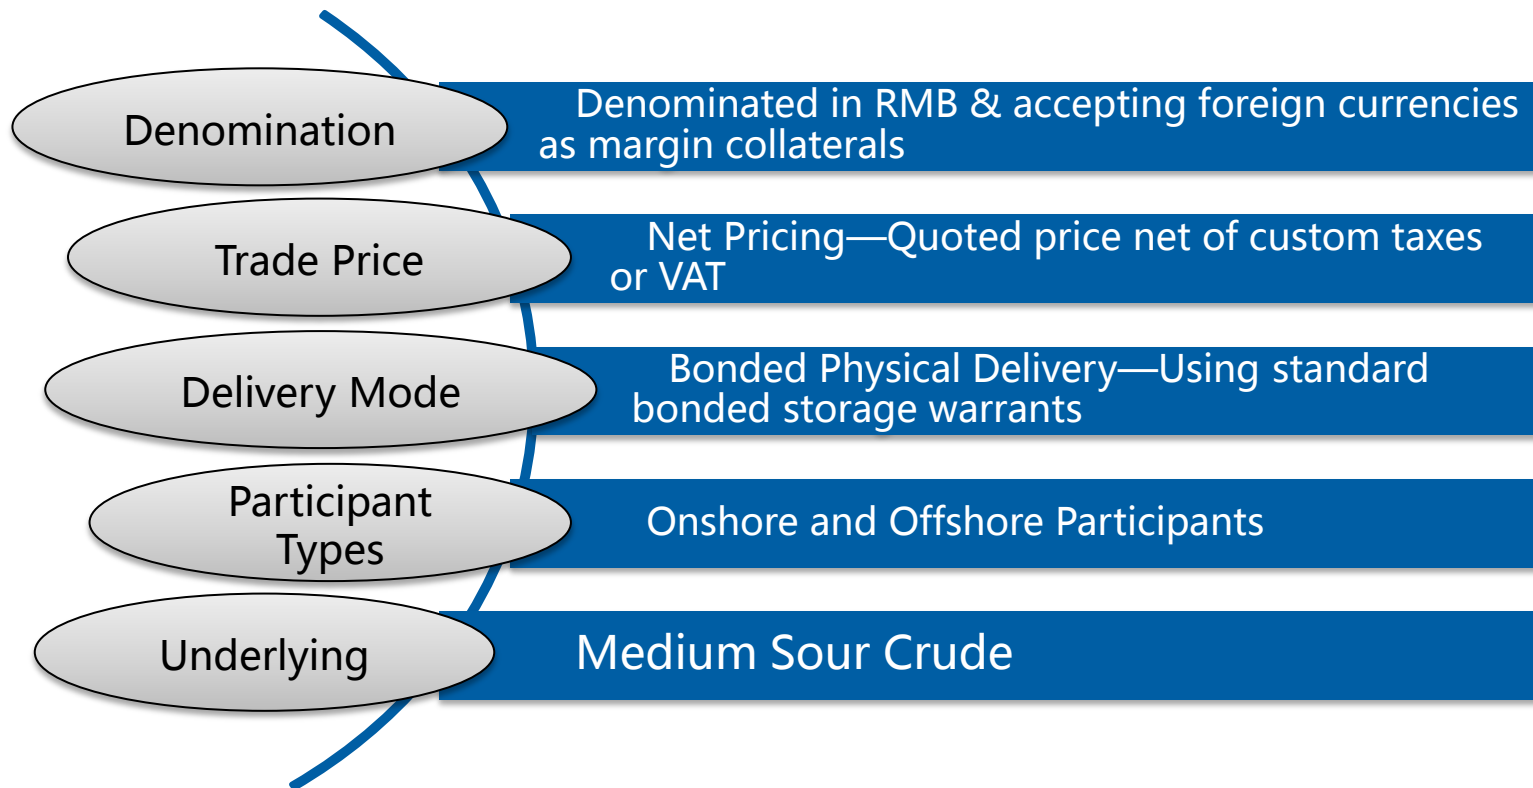 Denomination
Denominated in RMB & accepting foreign currencies
as margin collaterals
Trade Price
Net Pricing—Quoted price net of custom taxes
or VAT
Delivery Mode
Bonded Physical Delivery—Using standard
bonded storage warrants
Participant
Types
Onshore and Offshore Participants
Underlying
Medium Sour Crude